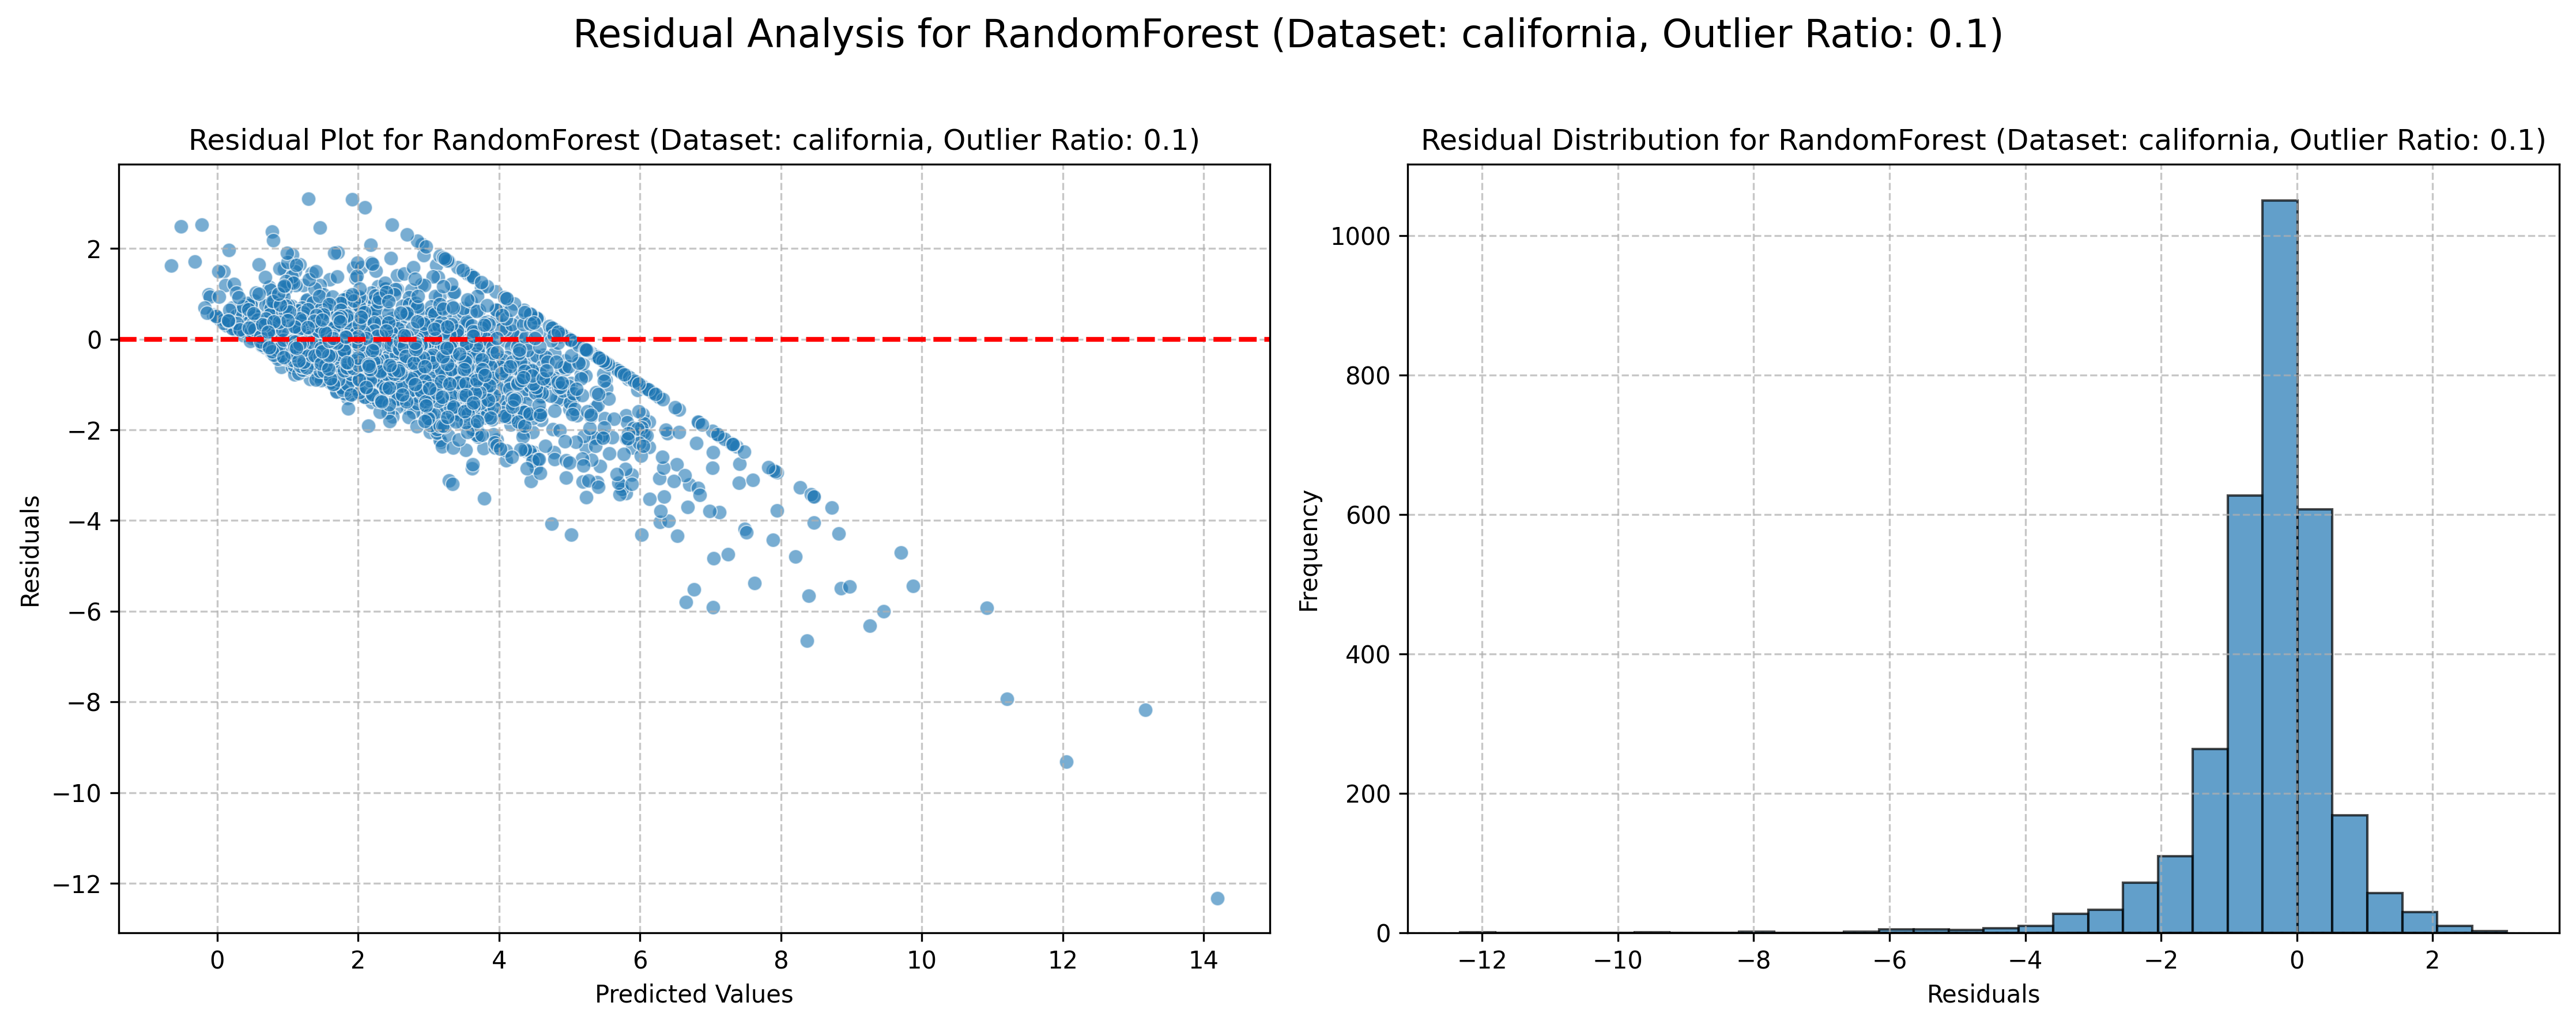 Residual Analysis for RandomForest (Dataset: california, Outlier Ratio: 0.1)
Residual Plot for RandomForest (Dataset: california, Outlier Ratio: 0.1)
2
0
−2
−4
−6
−8
−10
−12
Residuals
0 2 4 6 8 10 12 14
Predicted Values
Residual Distribution for RandomForest (Dataset: california, Outlier Ratio: 0.1)
1000
800
600
400
200
0
Frequency
−12 −10 −8 −6 −4 −2 0 2
Residuals